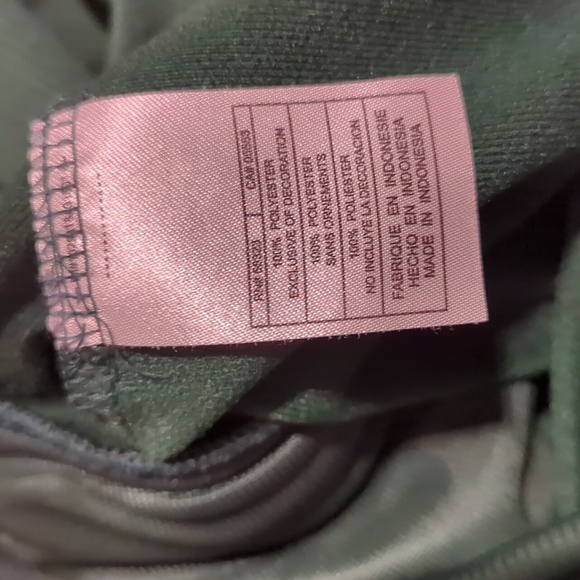 RN# 56323 CA# 05553
100% POLYESTER
EXCLUSIVE OF DECORATION
100% POLYESTER
SANS ORNEMENTS
100% POLIESTER
NO INCLUYE LA DECORACION
FABRIQUE EN INDONESIE
HECHO EN INDONESIA
MADE IN INDONESIA